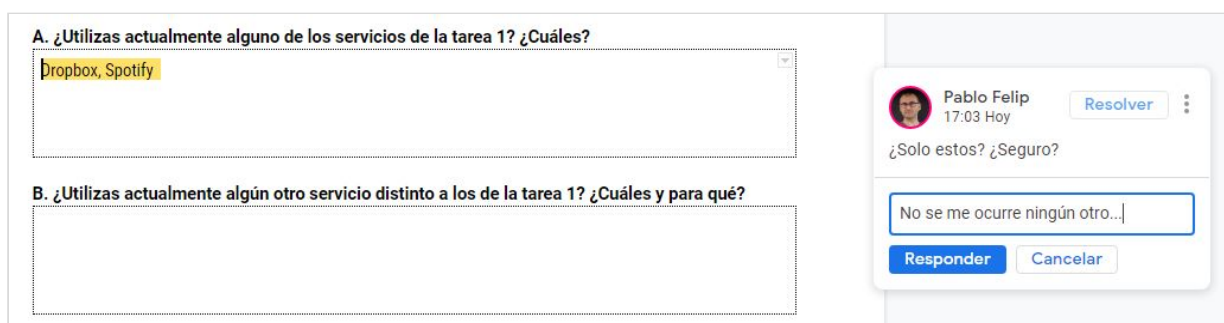 A. ¿Utilizas actualmente alguno de los servicios de la tarea 1? ¿Cuáles?
Dropbox, Spotify
B. ¿Utilizas actualmente algún otro servicio distinto a los de la tarea 1? ¿Cuáles y para qué?
Pablo Felip
Resolver
17:03 Hoy
¿Solo estos? ¿Seguro?
No se me ocurre ningún otro...
Responder
Cancelar